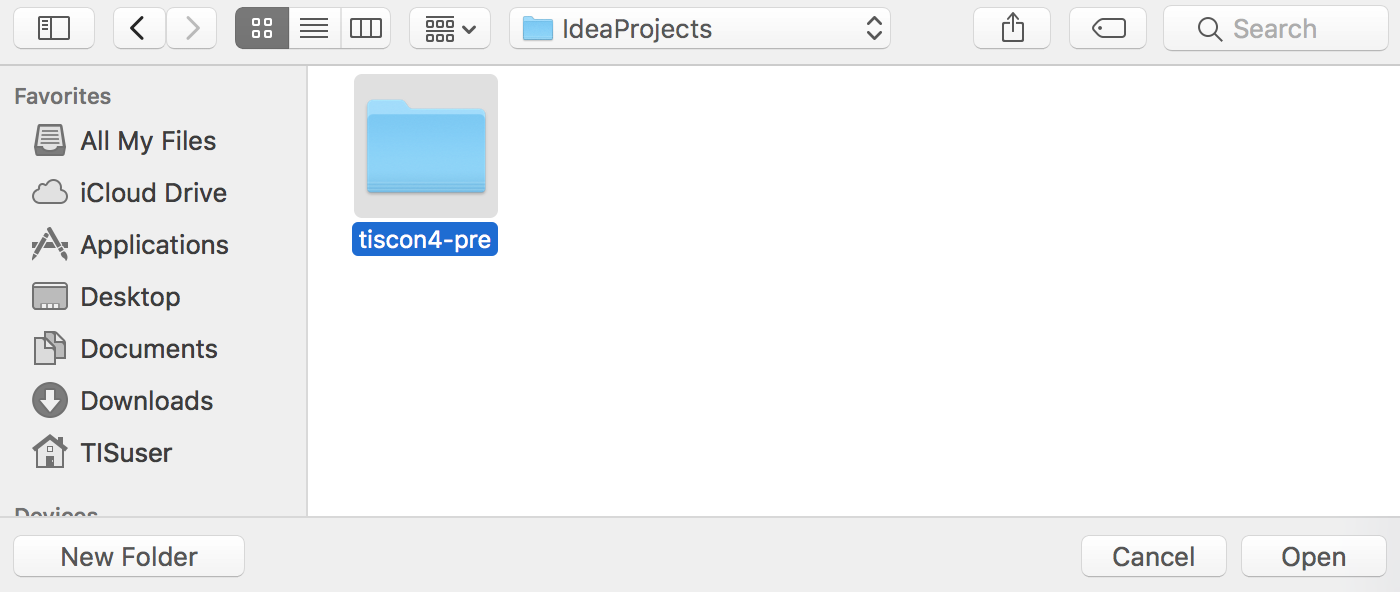 IdeaProjects
Search
Favorites
All My Files
iCloud Drive
Applications
Desktop
Documents
Downloads
TISuser
Devices
tiscon4-pre
New Folder
Cancel
Open